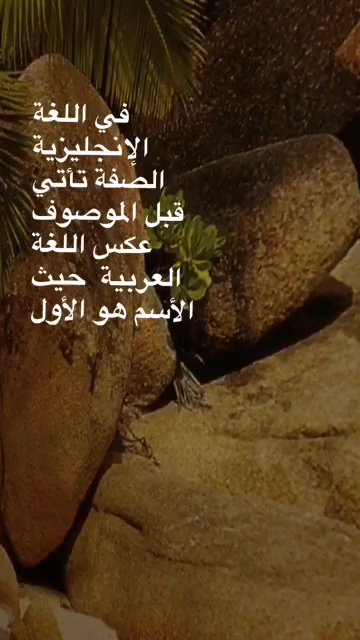 في اللغة
الإنجليزية
الصفة تأتي
قبل الموصوف
عكس اللغة
العربية  حيث
الأسم هو الأول